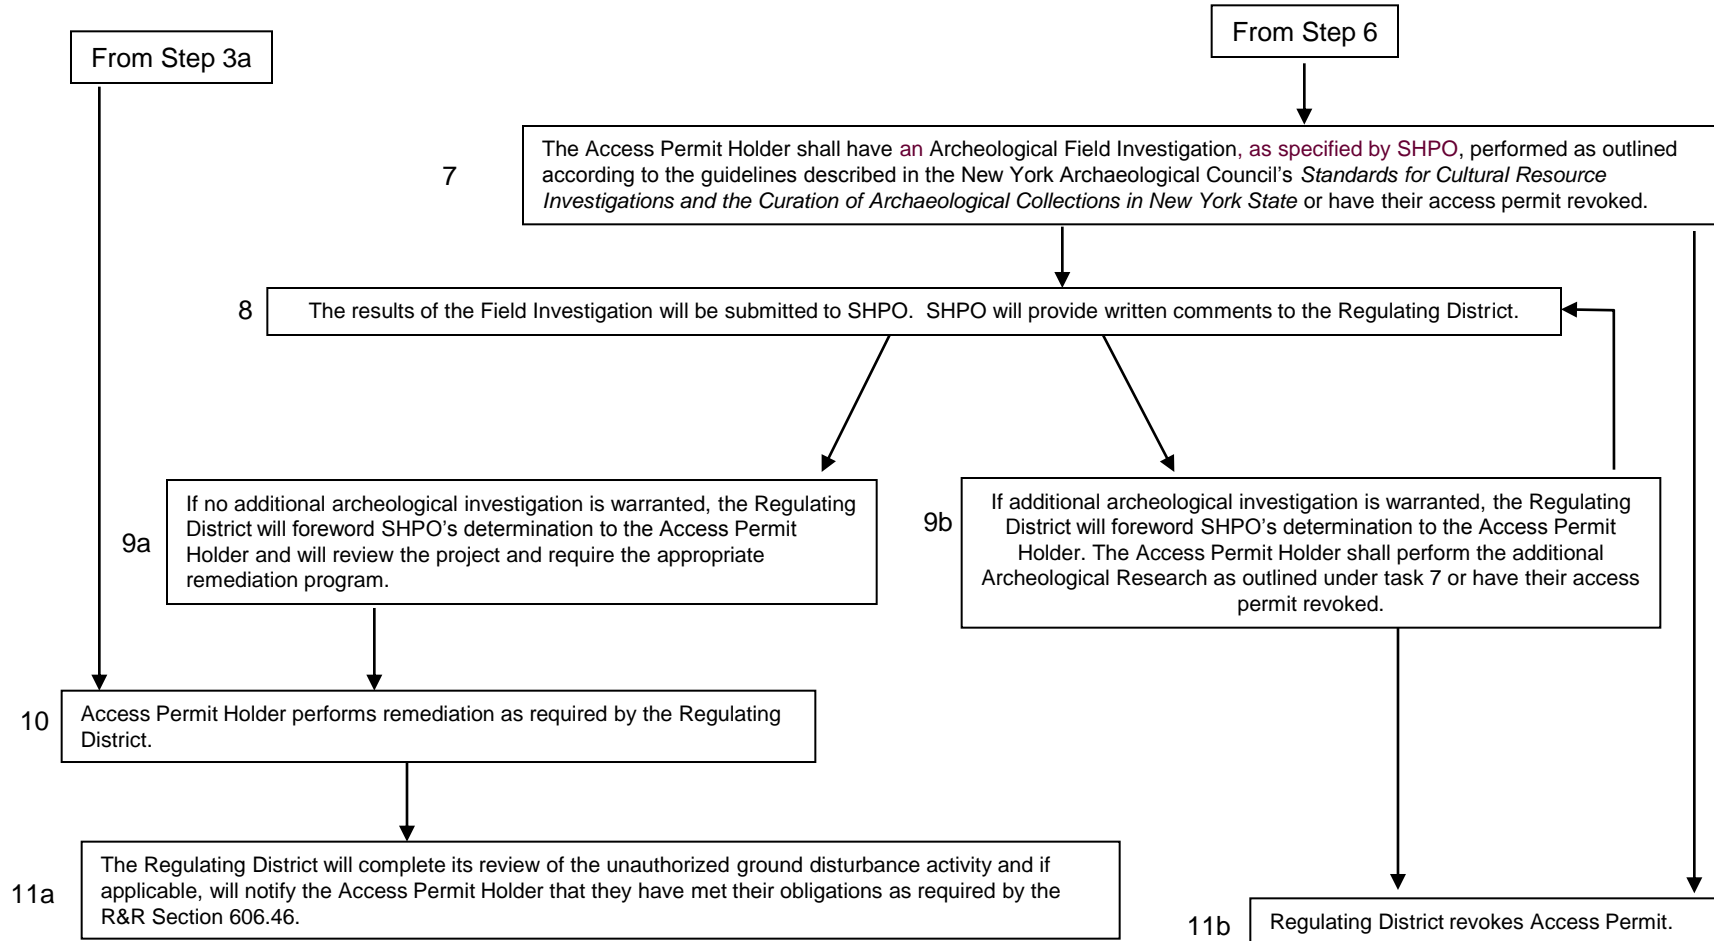 From Step 3a
From Step 6
7
The Access Permit Holder shall have an Archeological Field Investigation, as specified by SHPO, performed as outlined
according to the guidelines described in the New York Archaeological Council’s Standards for Cultural Resource
Investigations and the Curation of Archaeological Collections in New York State or have their access permit revoked.
8
The results of the Field Investigation will be submitted to SHPO.  SHPO will provide written comments to the Regulating District.
9a
If no additional archeological investigation is warranted, the Regulating
District will foreword SHPO’s determination to the Access Permit
Holder and will review the project and require the appropriate
remediation program.
9b
If additional archeological investigation is warranted, the Regulating
District will foreword SHPO’s determination to the Access Permit
Holder. The Access Permit Holder shall perform the additional
Archeological Research as outlined under task 7 or have their access
permit revoked.
10
Access Permit Holder performs remediation as required by the Regulating
District.
11a
The Regulating District will complete its review of the unauthorized ground disturbance activity and if
applicable, will notify the Access Permit Holder that they have met their obligations as required by the
R&R Section 606.46.
11b
Regulating District revokes Access Permit.